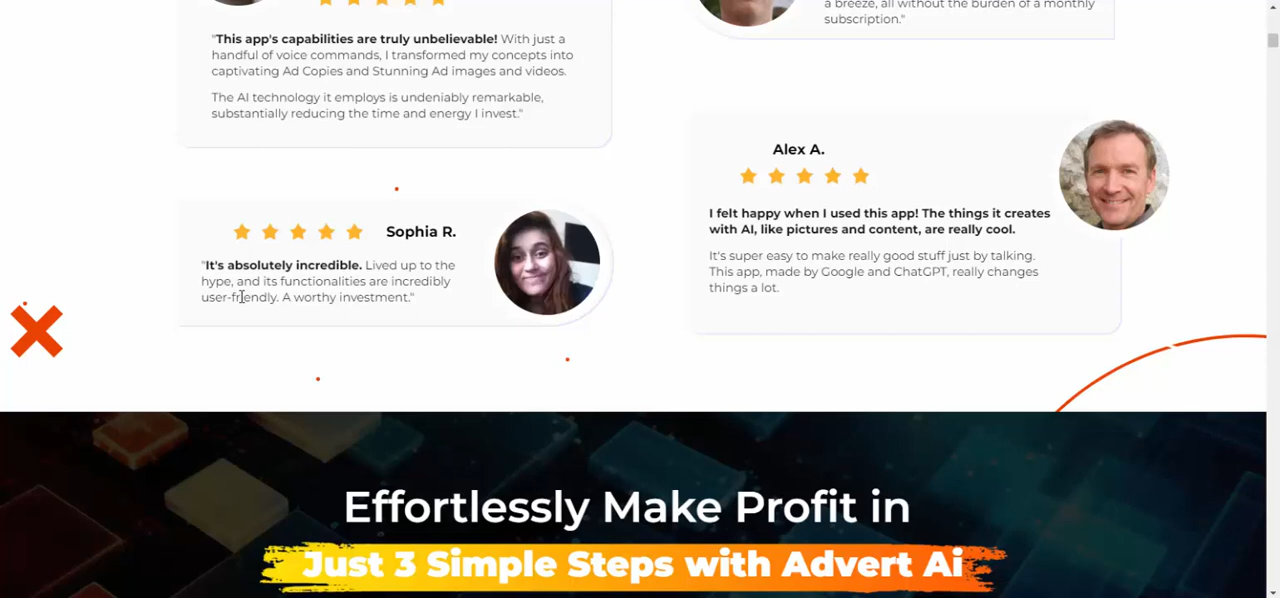 "This app's capabilities are truly unbelievable! With just a
handful of voice commands, I transformed my concepts into
captivating Ad Copies and Stunning Ad images and videos.
The AI technology it employs is undeniably remarkable,
substantially reducing the time and energy I invest."
a breeze, all without the burden of a monthly
subscription."
Sophia R.
"It's absolutely incredible. Lived up to the
hype, and its functionalities are incredibly
user-friendly. A worthy investment."
Alex A.
I felt happy when I used this app! The things it creates
with AI, like pictures and content, are really cool.
It's super easy to make really good stuff just by talking.
This app, made by Google and ChatGPT, really changes
things a lot.
Effortlessly Make Profit in
Just 3 Simple Steps with Advert Ai